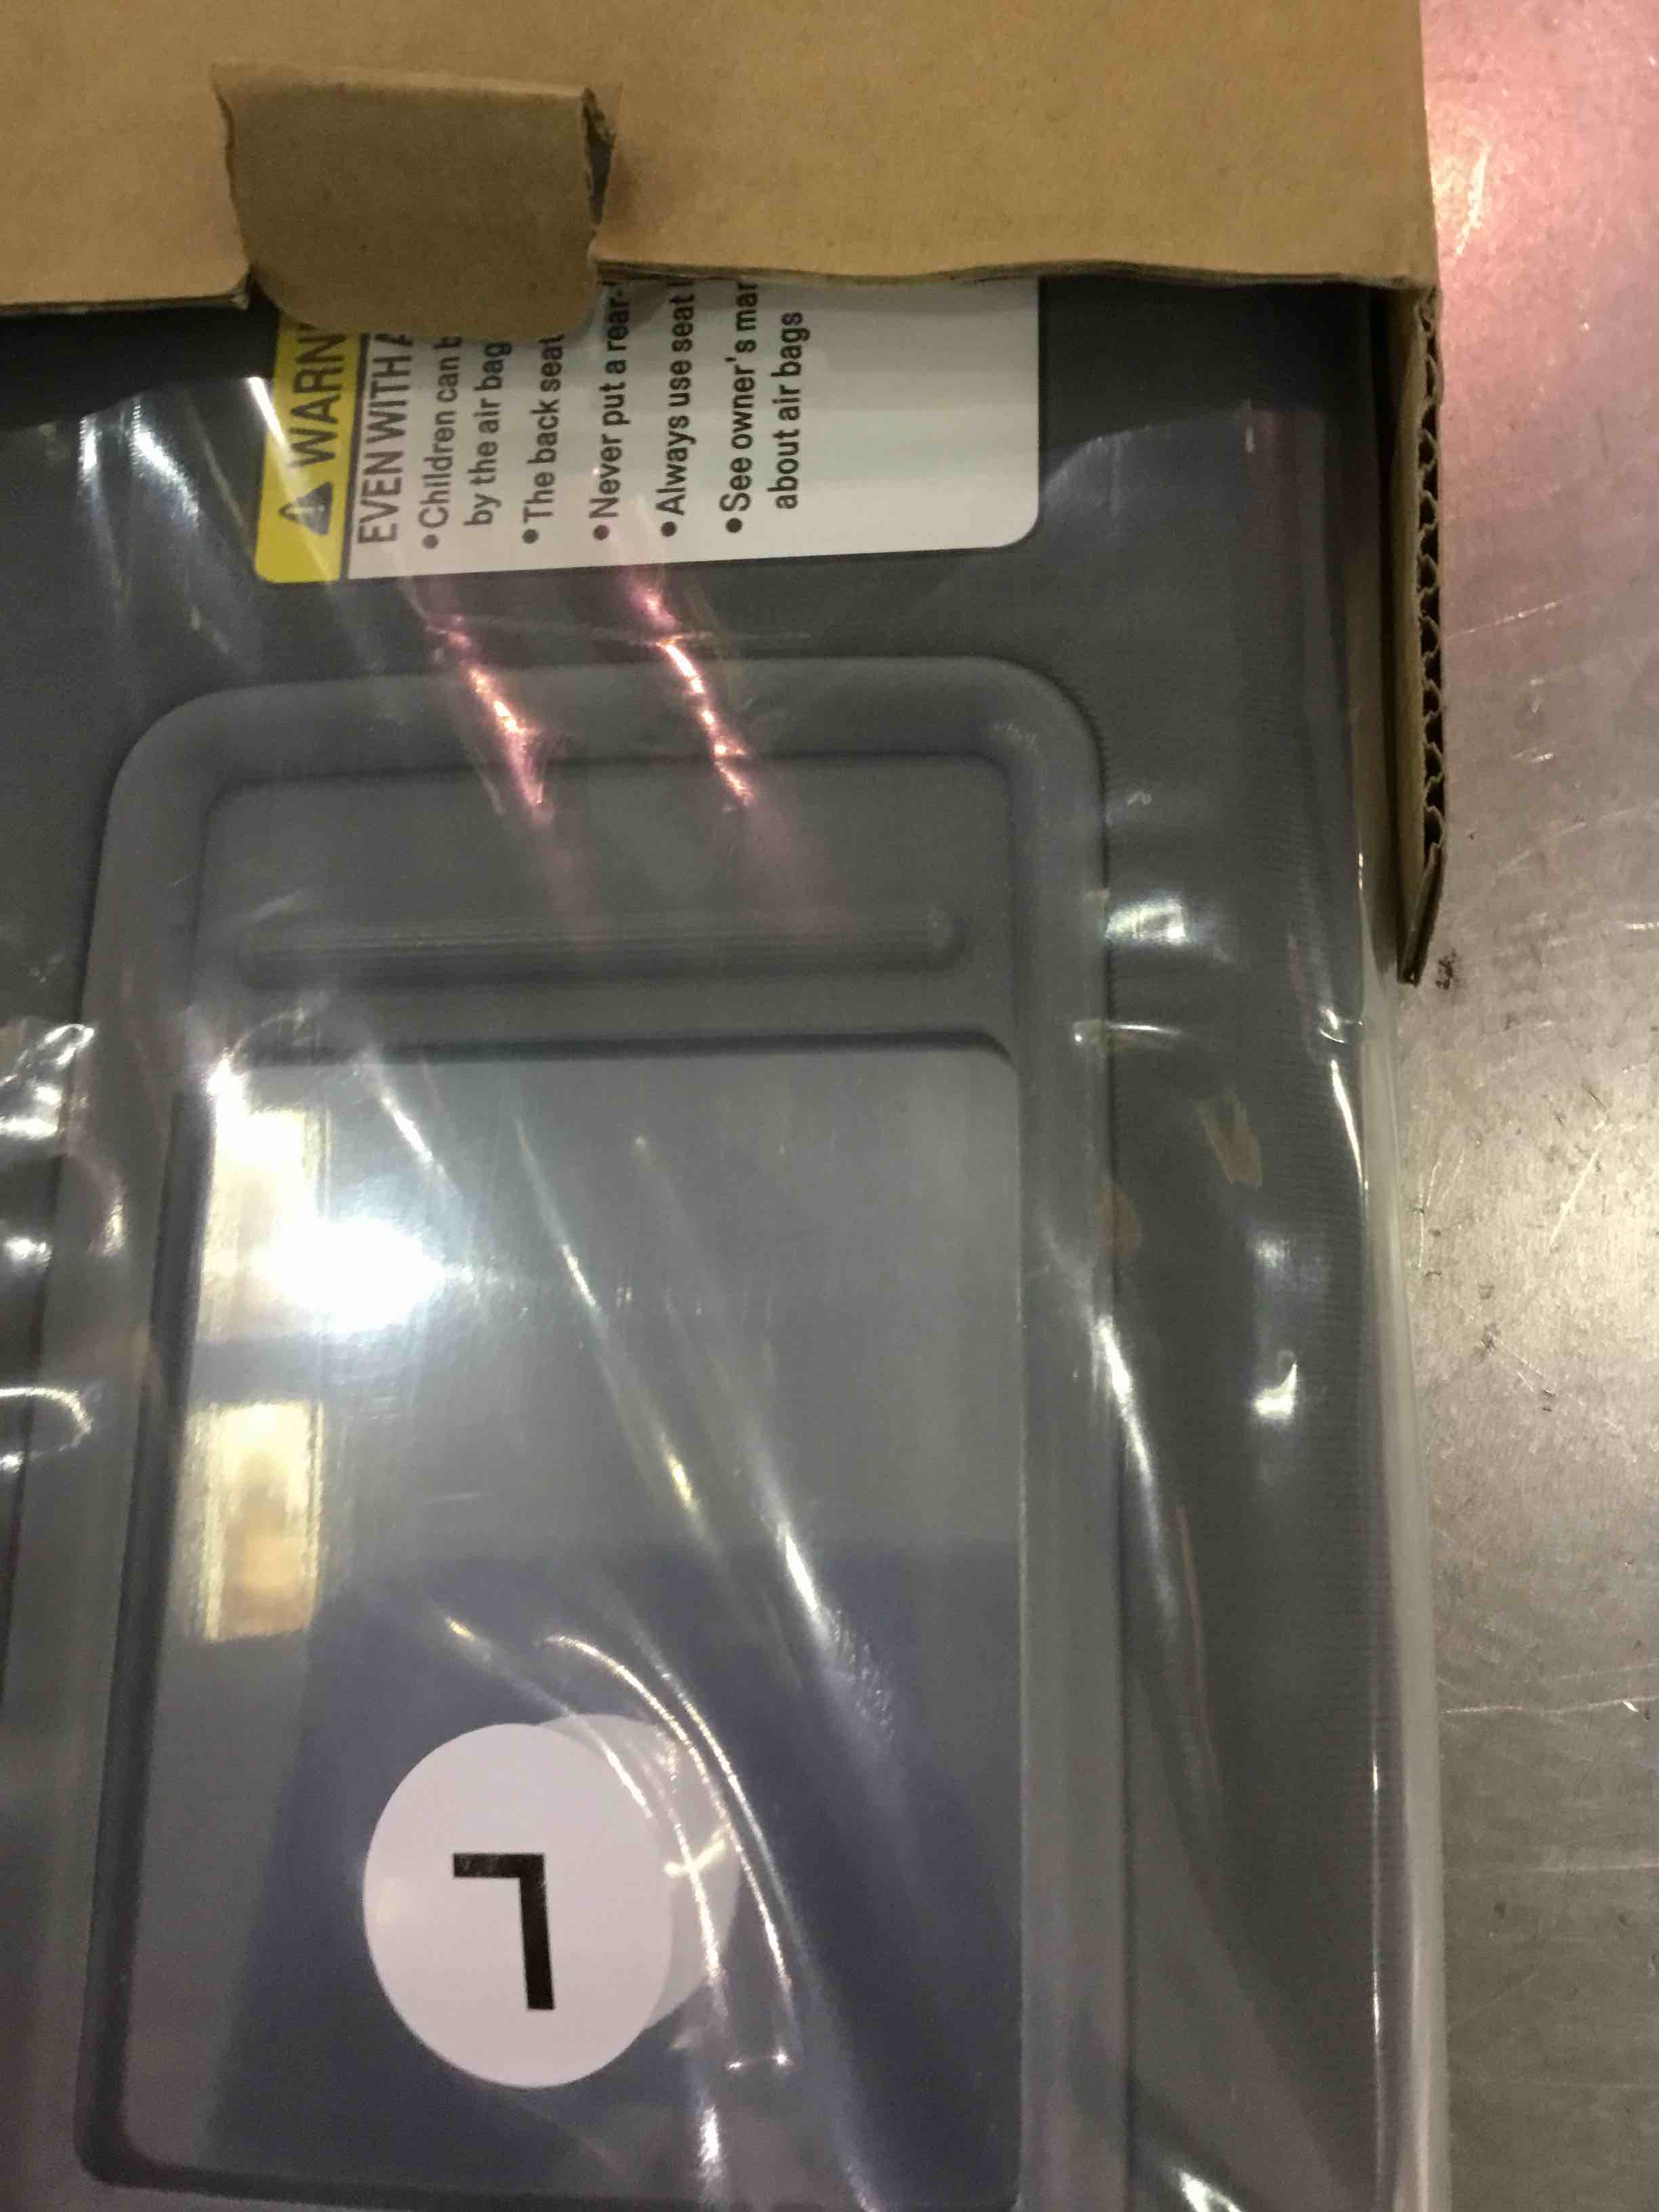 WARN
EVEN WITH
Children can
by the air bag
The back seat
Never put a rear-
Always use seat
See owner's man
about air bags
L